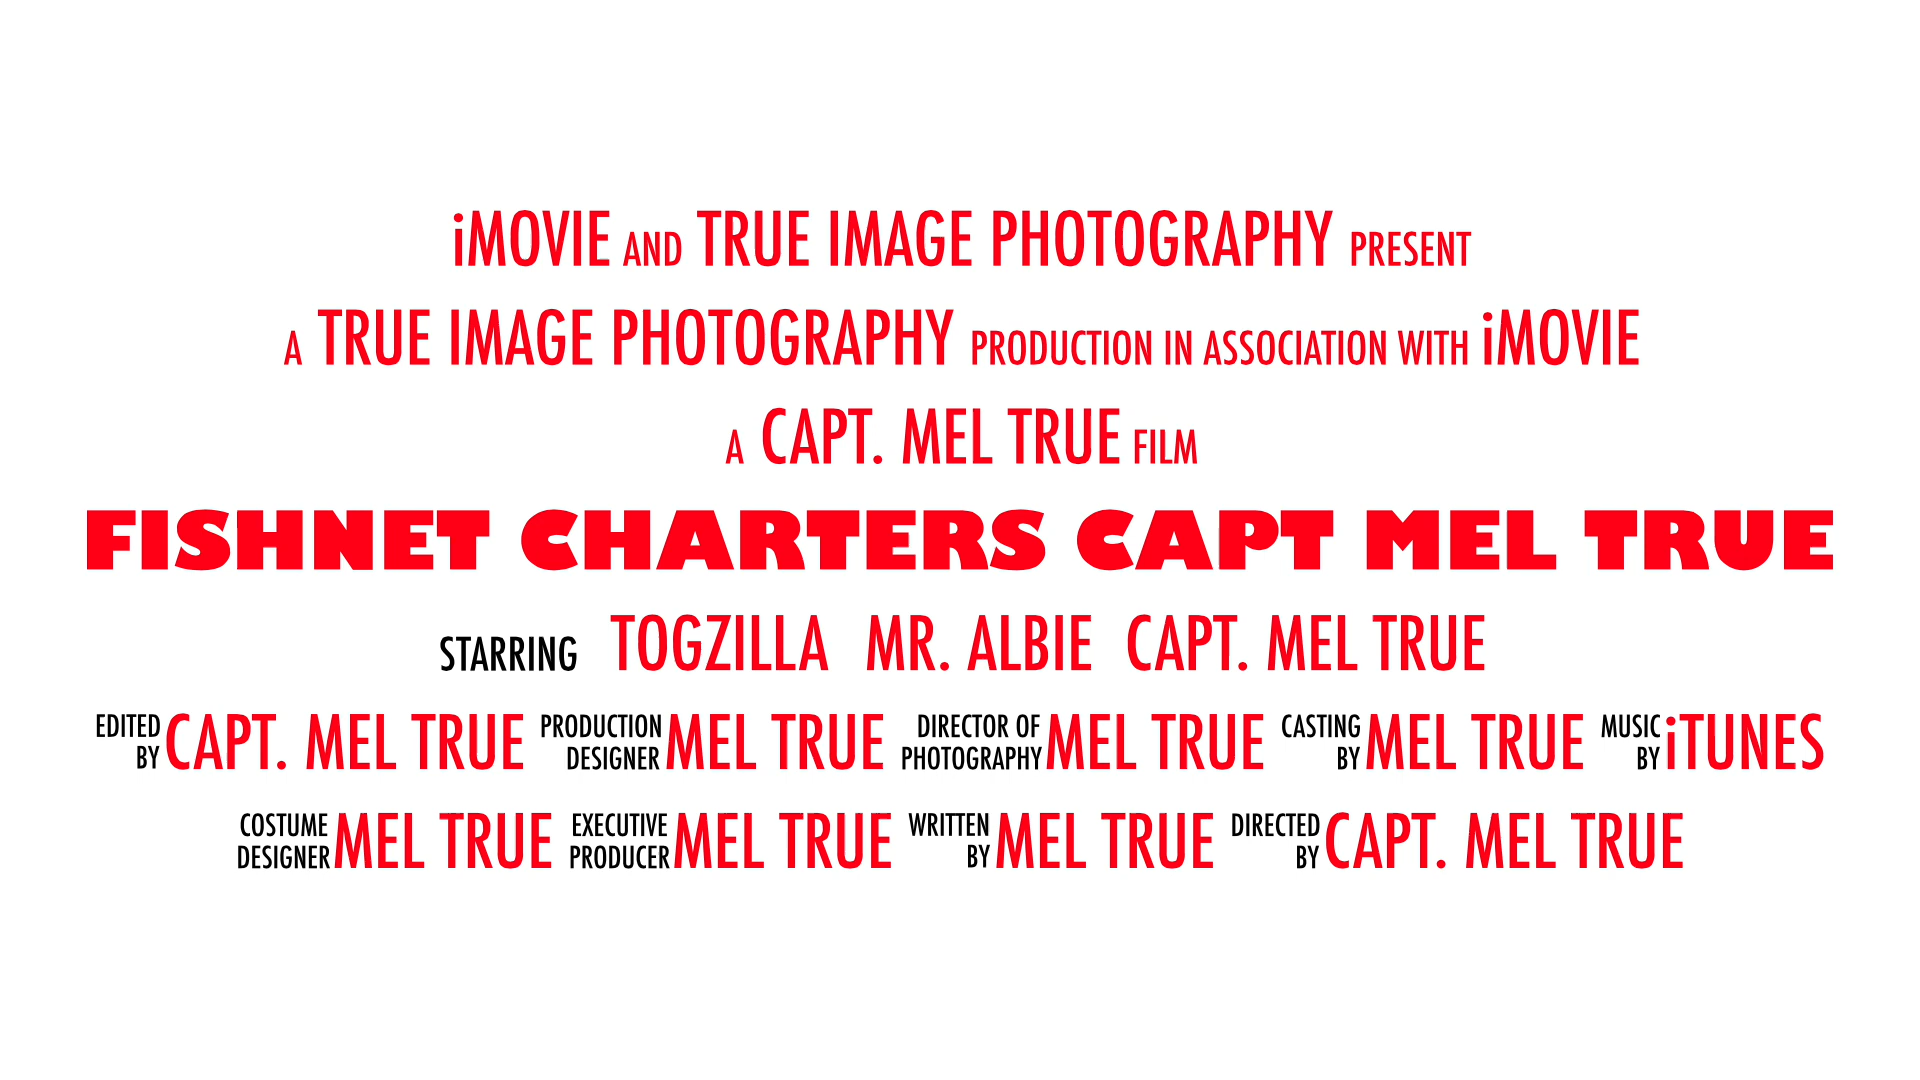 iMOVIE AND TRUE IMAGE PHOTOGRAPHY PRESENT
A TRUE IMAGE PHOTOGRAPHY PRODUCTION IN ASSOCIATION WITH iMOVIE
A CAPT. MEL TRUE FILM
FISHNET CHARTERS CAPT MEL TRUE
STARRING TOGZILLA MR. ALBIE CAPT. MEL TRUE
EDITED BY CAPT. MEL TRUE PRODUCTION DESIGNER MEL TRUE DIRECTOR OF PHOTOGRAPHY MEL TRUE CASTING BY MEL TRUE MUSIC BY iTUNES
COSTUME DESIGNER MEL TRUE EXECUTIVE PRODUCER MEL TRUE WRITTEN BY MEL TRUE DIRECTED BY CAPT. MEL TRUE